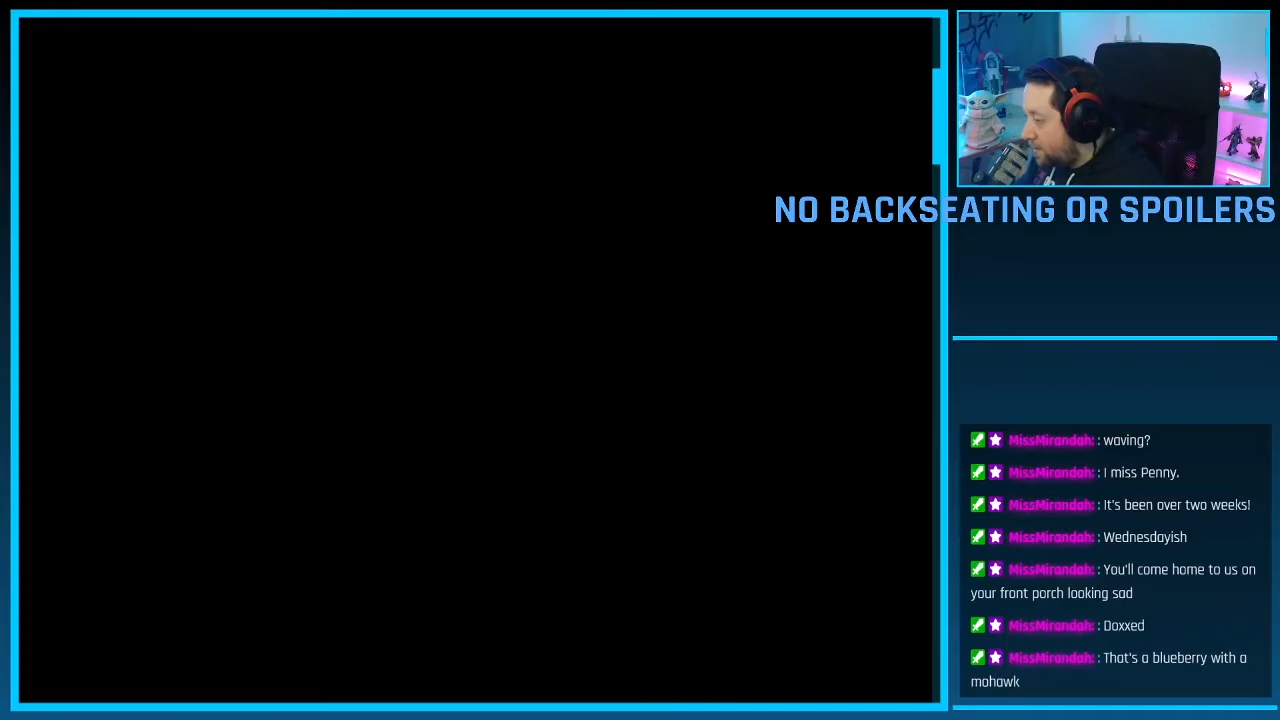 NO BACKSEATING OR SPOILERS
MissMirandah: : waving?
MissMirandah: : I miss Penny.
MissMirandah: : It's been over two weeks!
MissMirandah: : Wednesdayish
MissMirandah: : You'll come home to us on
your front porch looking sad
MissMirandah: : Doxxed
MissMirandah: : That's a blueberry with a
mohawk